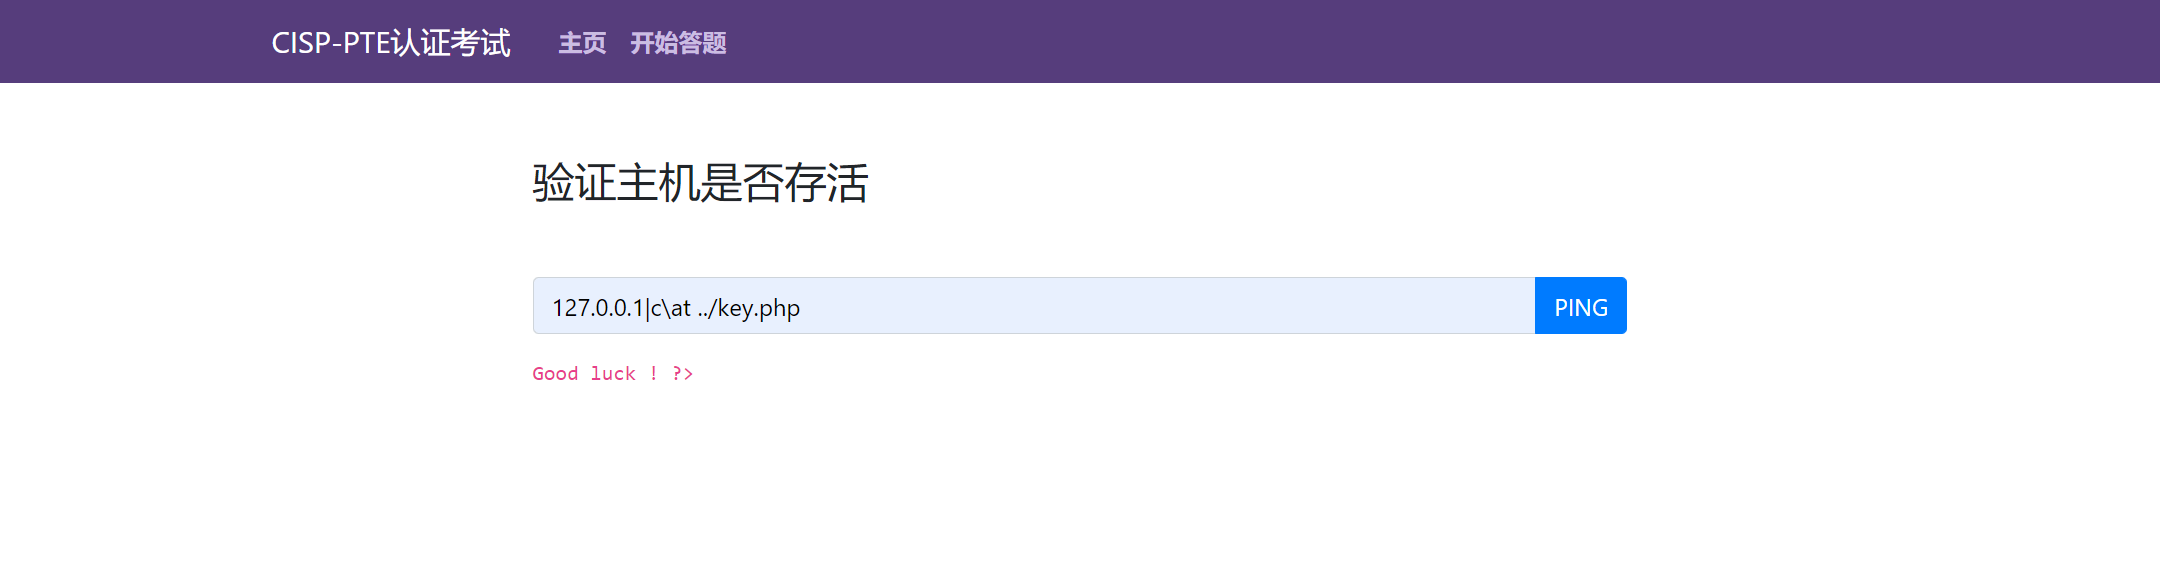 CISP-PTE认证考试 主页 开始答题
验证主机是否存活
127.0.0.1|c\at ../key.php PING
Good luck ! ?>